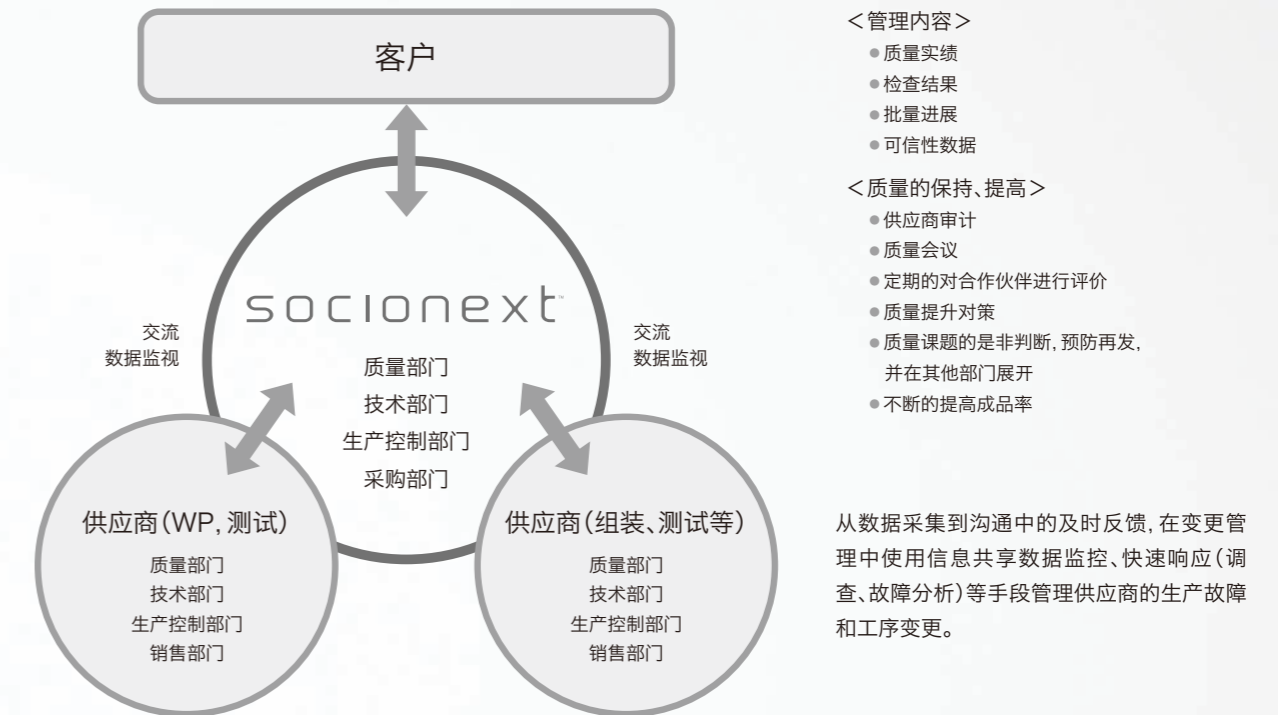 客户
socionext™
质量部门
技术部门
生产控制部门
采购部门
交流
数据监视
交流
数据监视
供应商(WP, 测试)
质量部门
技术部门
生产控制部门
销售部门
供应商(组装、测试等)
质量部门
技术部门
生产控制部门
销售部门
＜管理内容＞
●质量实绩
●检查结果
●批量进展
●可信性数据
＜质量的保持、提高＞
●供应商审计
●质量会议
●定期的对合作伙伴进行评价
●质量提升对策
●质量课题的是非判断, 预防再发,
并在其他部门展开
●不断的提高成品率
从数据采集到沟通中的及时反馈, 在变更管
理中使用信息共享数据监控、快速响应(调
查、故障分析)等手段管理供应商的生产故障
和工序变更。